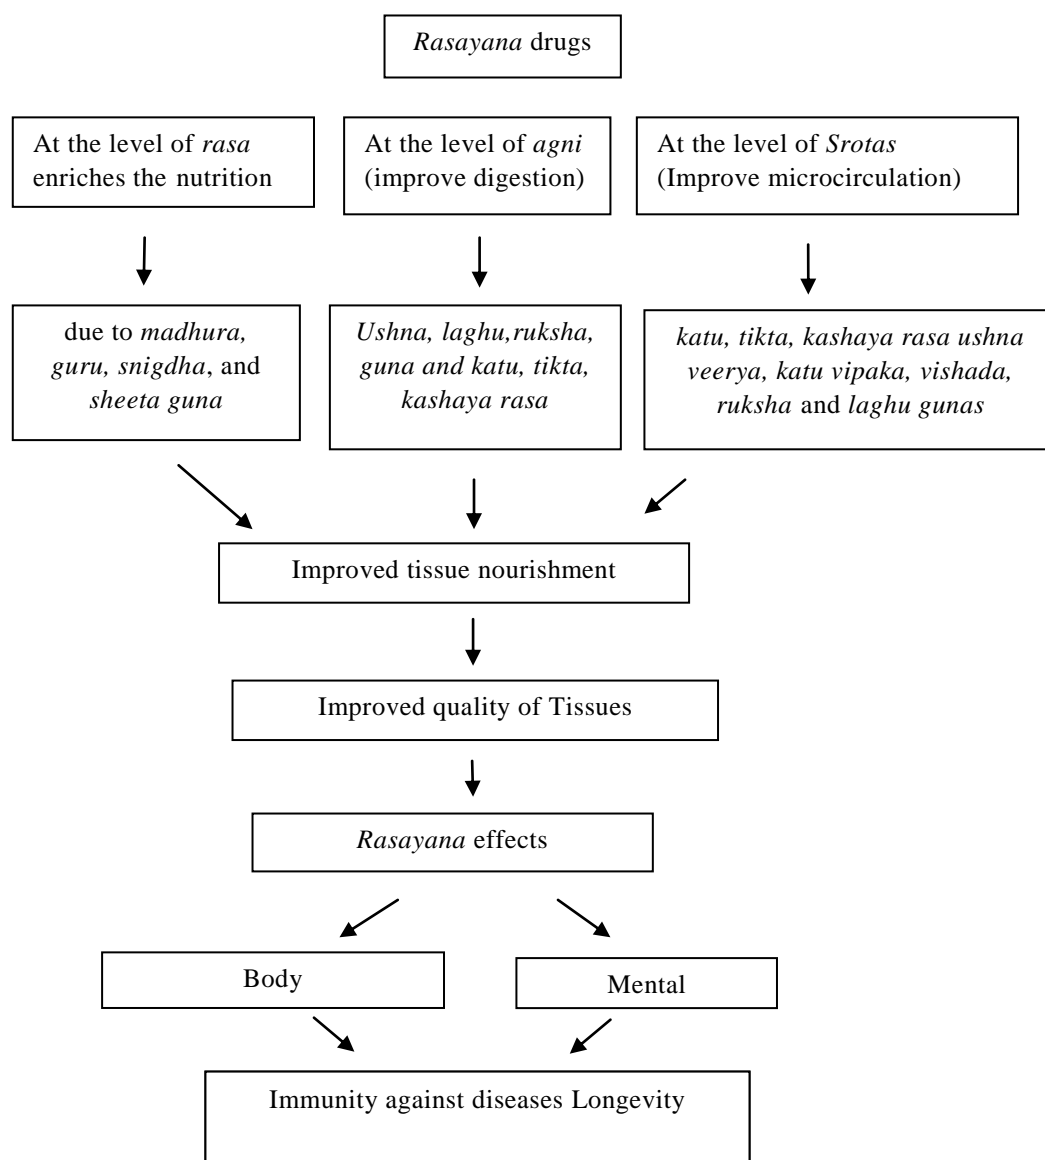 Rasayana drugs
At the level of rasa
enriches the nutrition
At the level of agni
(improve digestion)
At the level of Srotas
(Improve microcirculation)
due to madhura,
guru, snigdha, and
sheeta guna
Ushna, laghu,ruksha,
guna and katu, tikta,
kashaya rasa
katu, tikta, kashaya rasa ushna
veerya, katu vipaka, vishada,
ruksha and laghu gunas
Improved tissue nourishment
Improved quality of Tissues
Rasayana effects
Body
Mental
Immunity against diseases Longevity